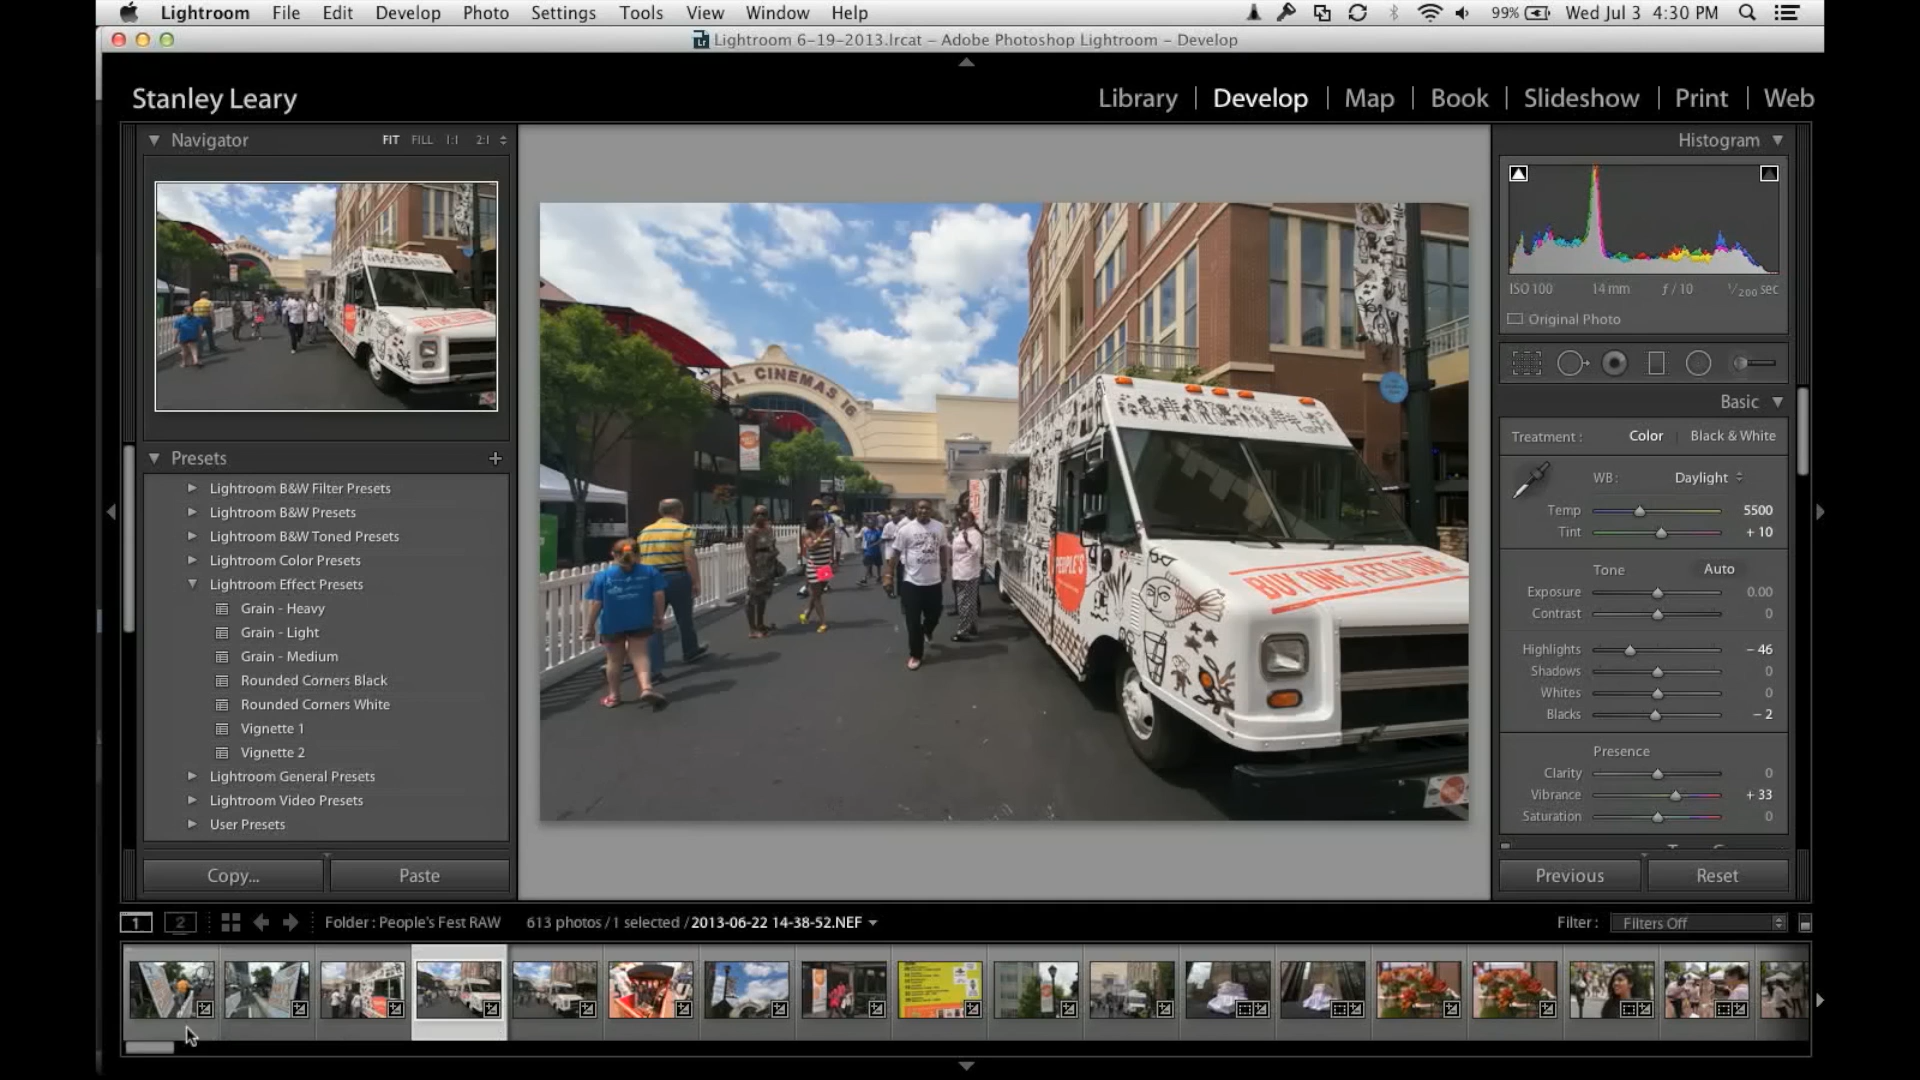 Lightroom File Edit Develop Photo Settings Tools View Window Help 99% Wed Jul 3 4:30 PM
Lightroom 6-19-2013.lrcat – Adobe Photoshop Lightroom – Develop
Stanley Leary Library Develop Map Book Slideshow Print Web
Navigator FIT FILL 1:1 2:1
Histogram
ISO 100 14 mm ƒ / 10 1/200 sec
Original Photo
Basic
Treatment : Color Black & White
WB : Daylight
Temp 5500
Tint + 10
Tone Auto
Exposure 0.00
Contrast 0
Highlights – 46
Shadows 0
Whites 0
Blacks – 2
Presence
Clarity 0
Vibrance + 33
Saturation 0
Previous Reset
Presets +
Lightroom B&W Filter Presets
Lightroom B&W Presets
Lightroom B&W Toned Presets
Lightroom Color Presets
Lightroom Effect Presets
Grain - Heavy
Grain - Light
Grain - Medium
Rounded Corners Black
Rounded Corners White
Vignette 1
Vignette 2
Lightroom General Presets
Lightroom Video Presets
User Presets
Copy... Paste
CINEMAS 16
PEOPLE'S
BUY ONE, FEED
1 2 Folder : People's Fest RAW 613 photos / 1 selected / 2013-06-22 14-38-52.NEF Filter : Filters Off